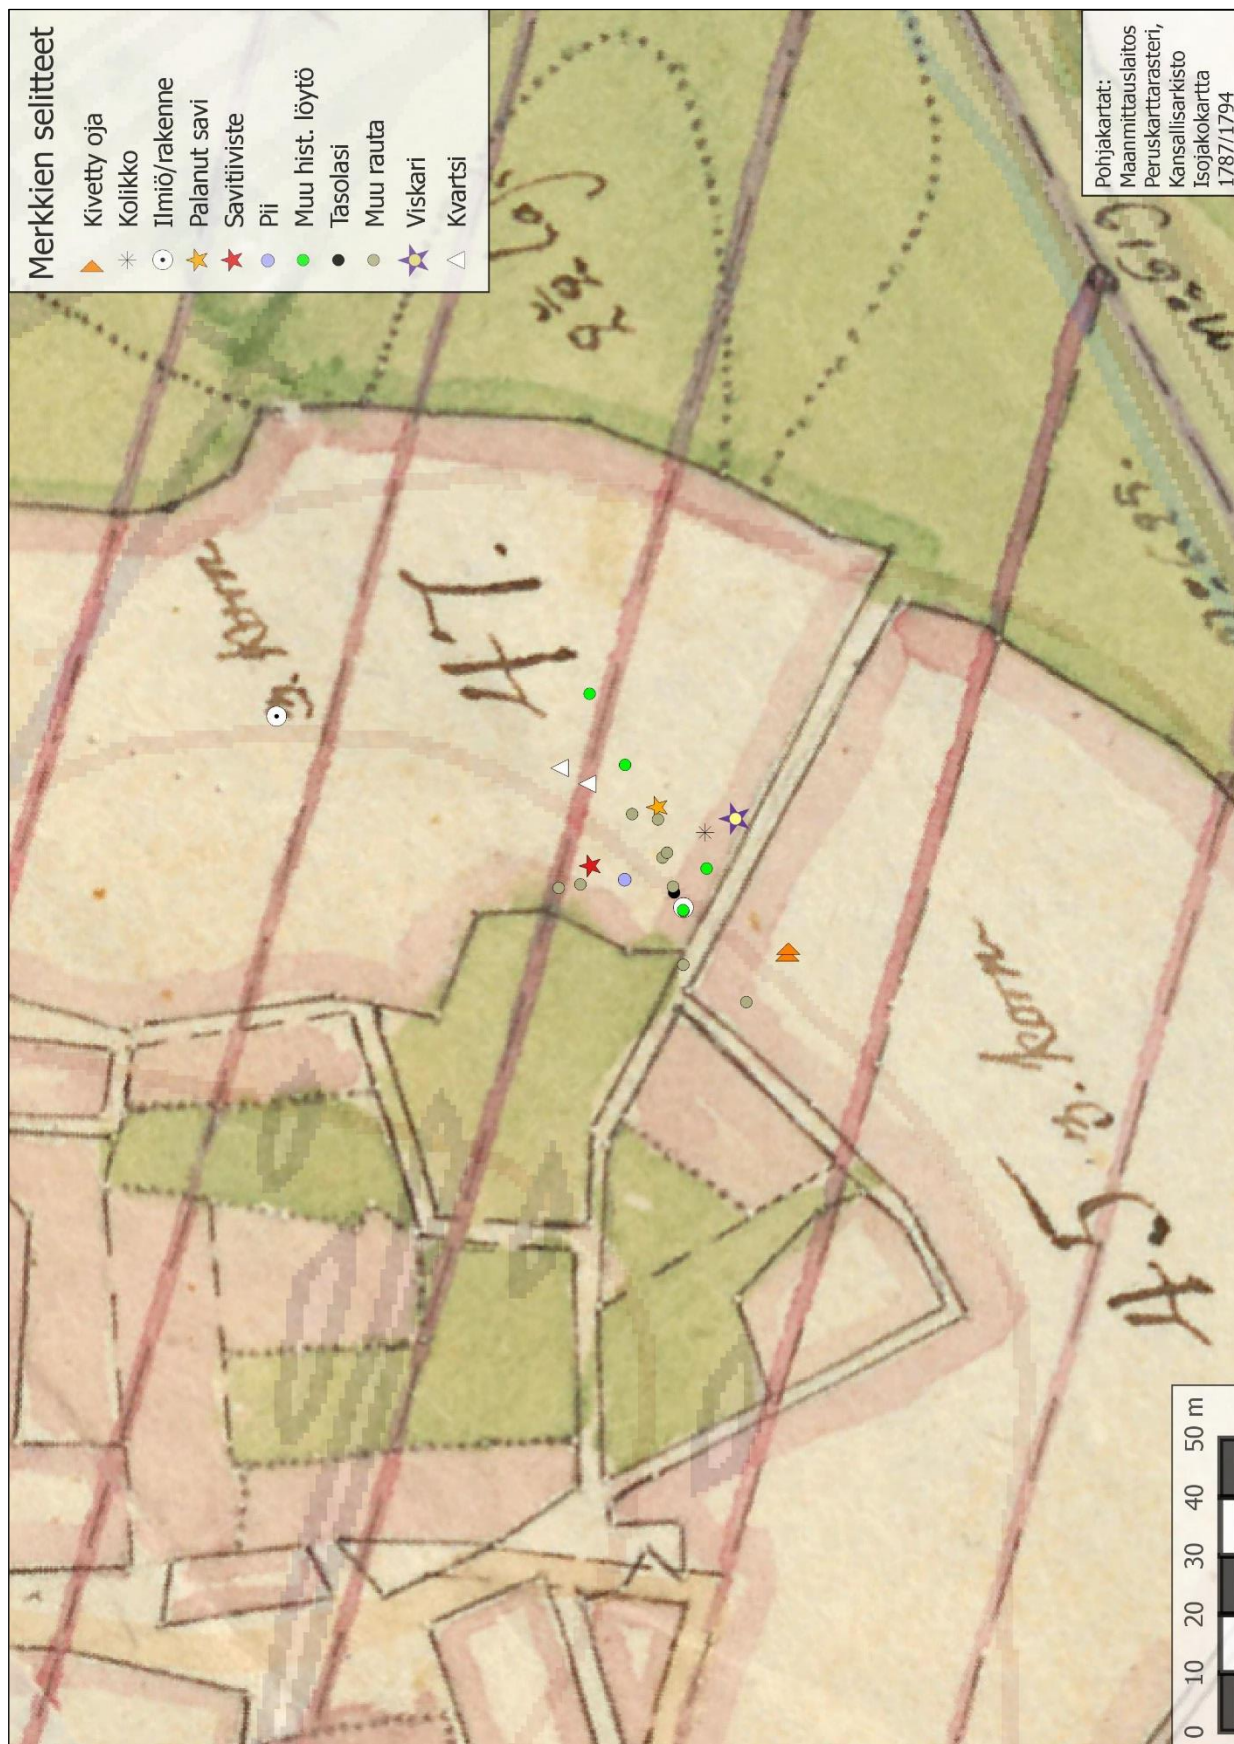 Merkkien selitteet
Kivetty oja
Kolikko
Ilmiö/rakenne
Palanut savi
Savitiiviste
Pii
Muu hist. löytö
Tasolasi
Muu rauta
Viskari
Kvartsi
Pohjakartat:
Maanmittauslaitos
Peruskarttarasteri,
Kansallisarkisto
Isojakokartta
1787/1794
0 10 20 30 40 50 m